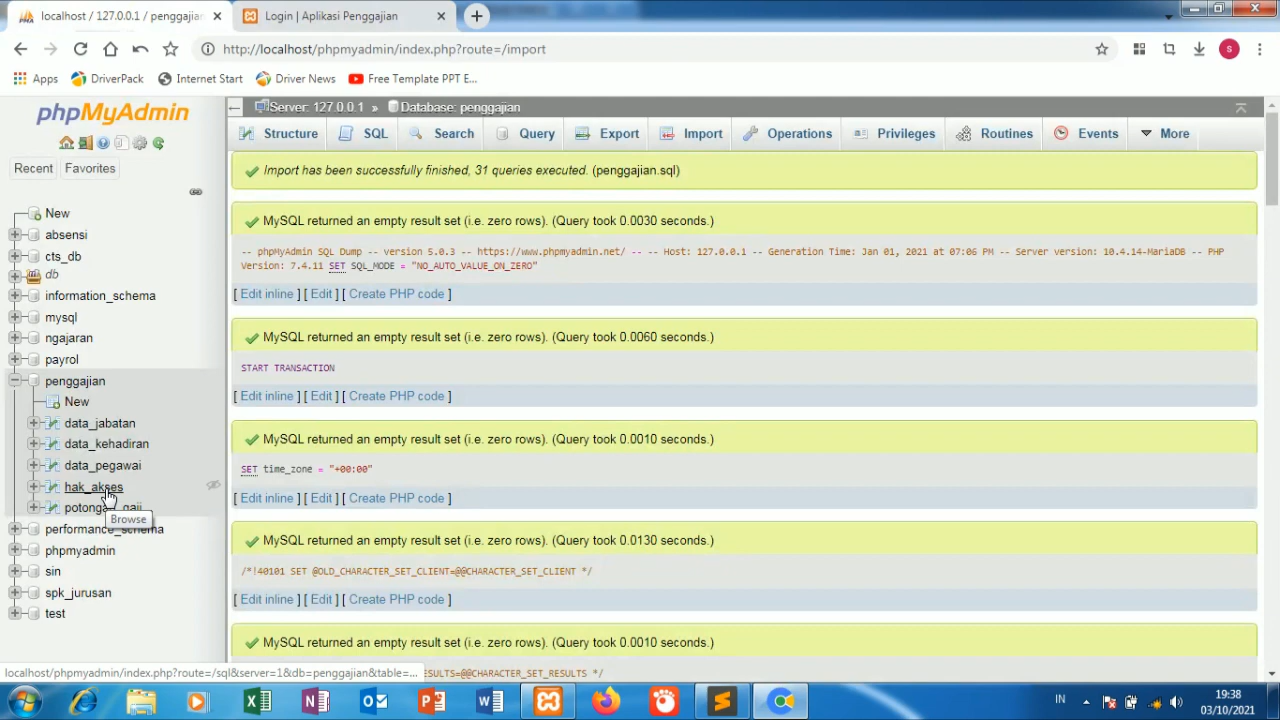 localhost / 127.0.0.1 / penggajian
Login | Aplikasi Penggajian
http://localhost/phpmyadmin/index.php?route=/import
S
Apps
DriverPack
Internet Start
Driver News
Free Template PPT E...
phpMyAdmin
Recent
Favorites
New
absensi
cts_db
db
information_schema
mysql
ngajaran
payrol
penggajian
New
data_jabatan
data_kehadiran
data_pegawai
hak_akses
potongan_gaji
Browse
performance_schema
phpmyadmin
sin
spk_jurusan
test
Server: 127.0.0.1 » Database: penggajian
Structure
SQL
Search
Query
Export
Import
Operations
Privileges
Routines
Events
More
Import has been successfully finished, 31 queries executed. (penggajian.sql)
MySQL returned an empty result set (i.e. zero rows). (Query took 0.0030 seconds.)
-- phpMyAdmin SQL Dump -- version 5.0.3 -- https://www.phpmyadmin.net/ -- -- Host: 127.0.0.1 -- Generation Time: Jan 01, 2021 at 07:06 PM -- Server version: 10.4.14-MariaDB -- PHP
Version: 7.4.11 SET SQL_MODE = "NO_AUTO_VALUE_ON_ZERO"
[ Edit inline ] [ Edit ] [ Create PHP code ]
MySQL returned an empty result set (i.e. zero rows). (Query took 0.0060 seconds.)
START TRANSACTION
[ Edit inline ] [ Edit ] [ Create PHP code ]
MySQL returned an empty result set (i.e. zero rows). (Query took 0.0010 seconds.)
SET time_zone = "+00:00"
[ Edit inline ] [ Edit ] [ Create PHP code ]
MySQL returned an empty result set (i.e. zero rows). (Query took 0.0130 seconds.)
/*!40101 SET @OLD_CHARACTER_SET_CLIENT=@@CHARACTER_SET_CLIENT */
[ Edit inline ] [ Edit ] [ Create PHP code ]
MySQL returned an empty result set (i.e. zero rows). (Query took 0.0010 seconds.)
ESULTS=@@CHARACTER_SET_RESULTS */
localhost/phpmyadmin/index.php?route=/sql&server=1&db=penggajian&table=...
IN
19:38
03/10/2021